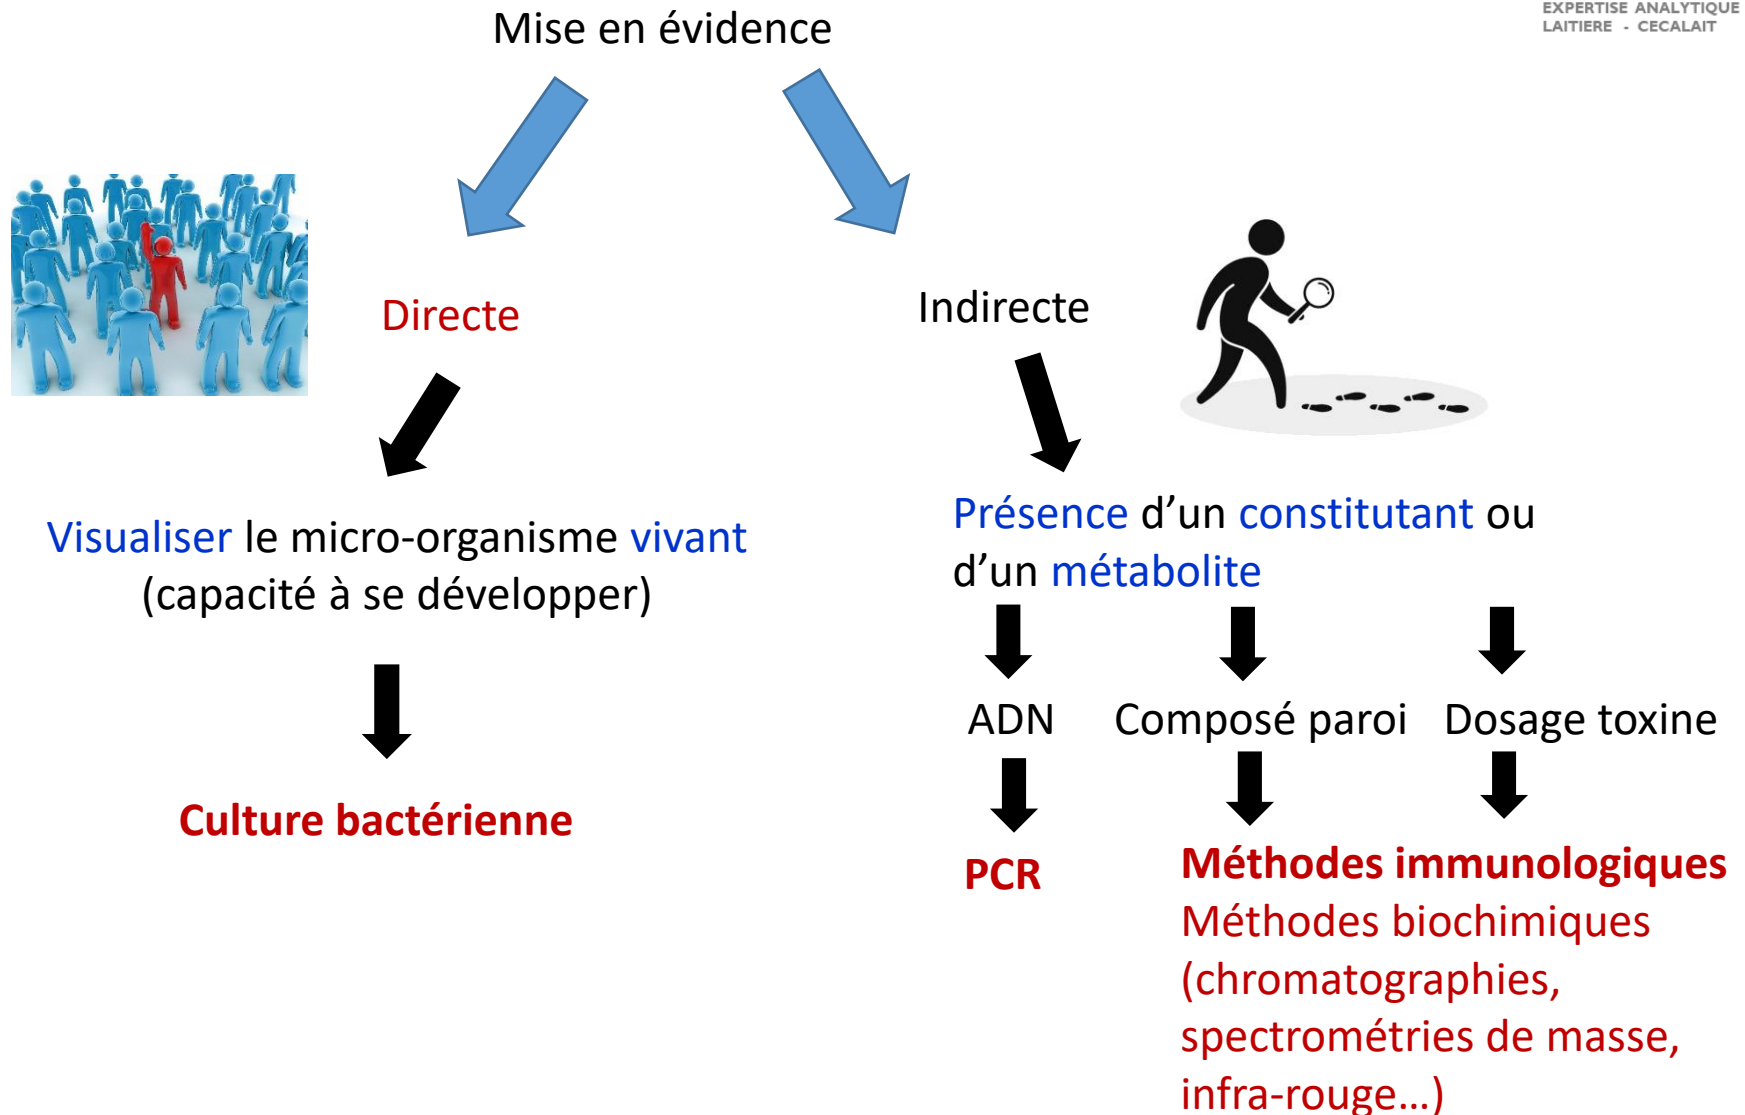 EXPERTISE ANALYTIQUE
LAITIERE - CECALAIT
Mise en évidence
Directe
Indirecte
Visualiser le micro-organisme vivant
(capacité à se développer)
Culture bactérienne
Présence d’un constitutant ou
d’un métabolite
ADN
Composé paroi
Dosage toxine
PCR
Méthodes immunologiques
Méthodes biochimiques
(chromatographies,
spectrométries de masse,
infra-rouge...)